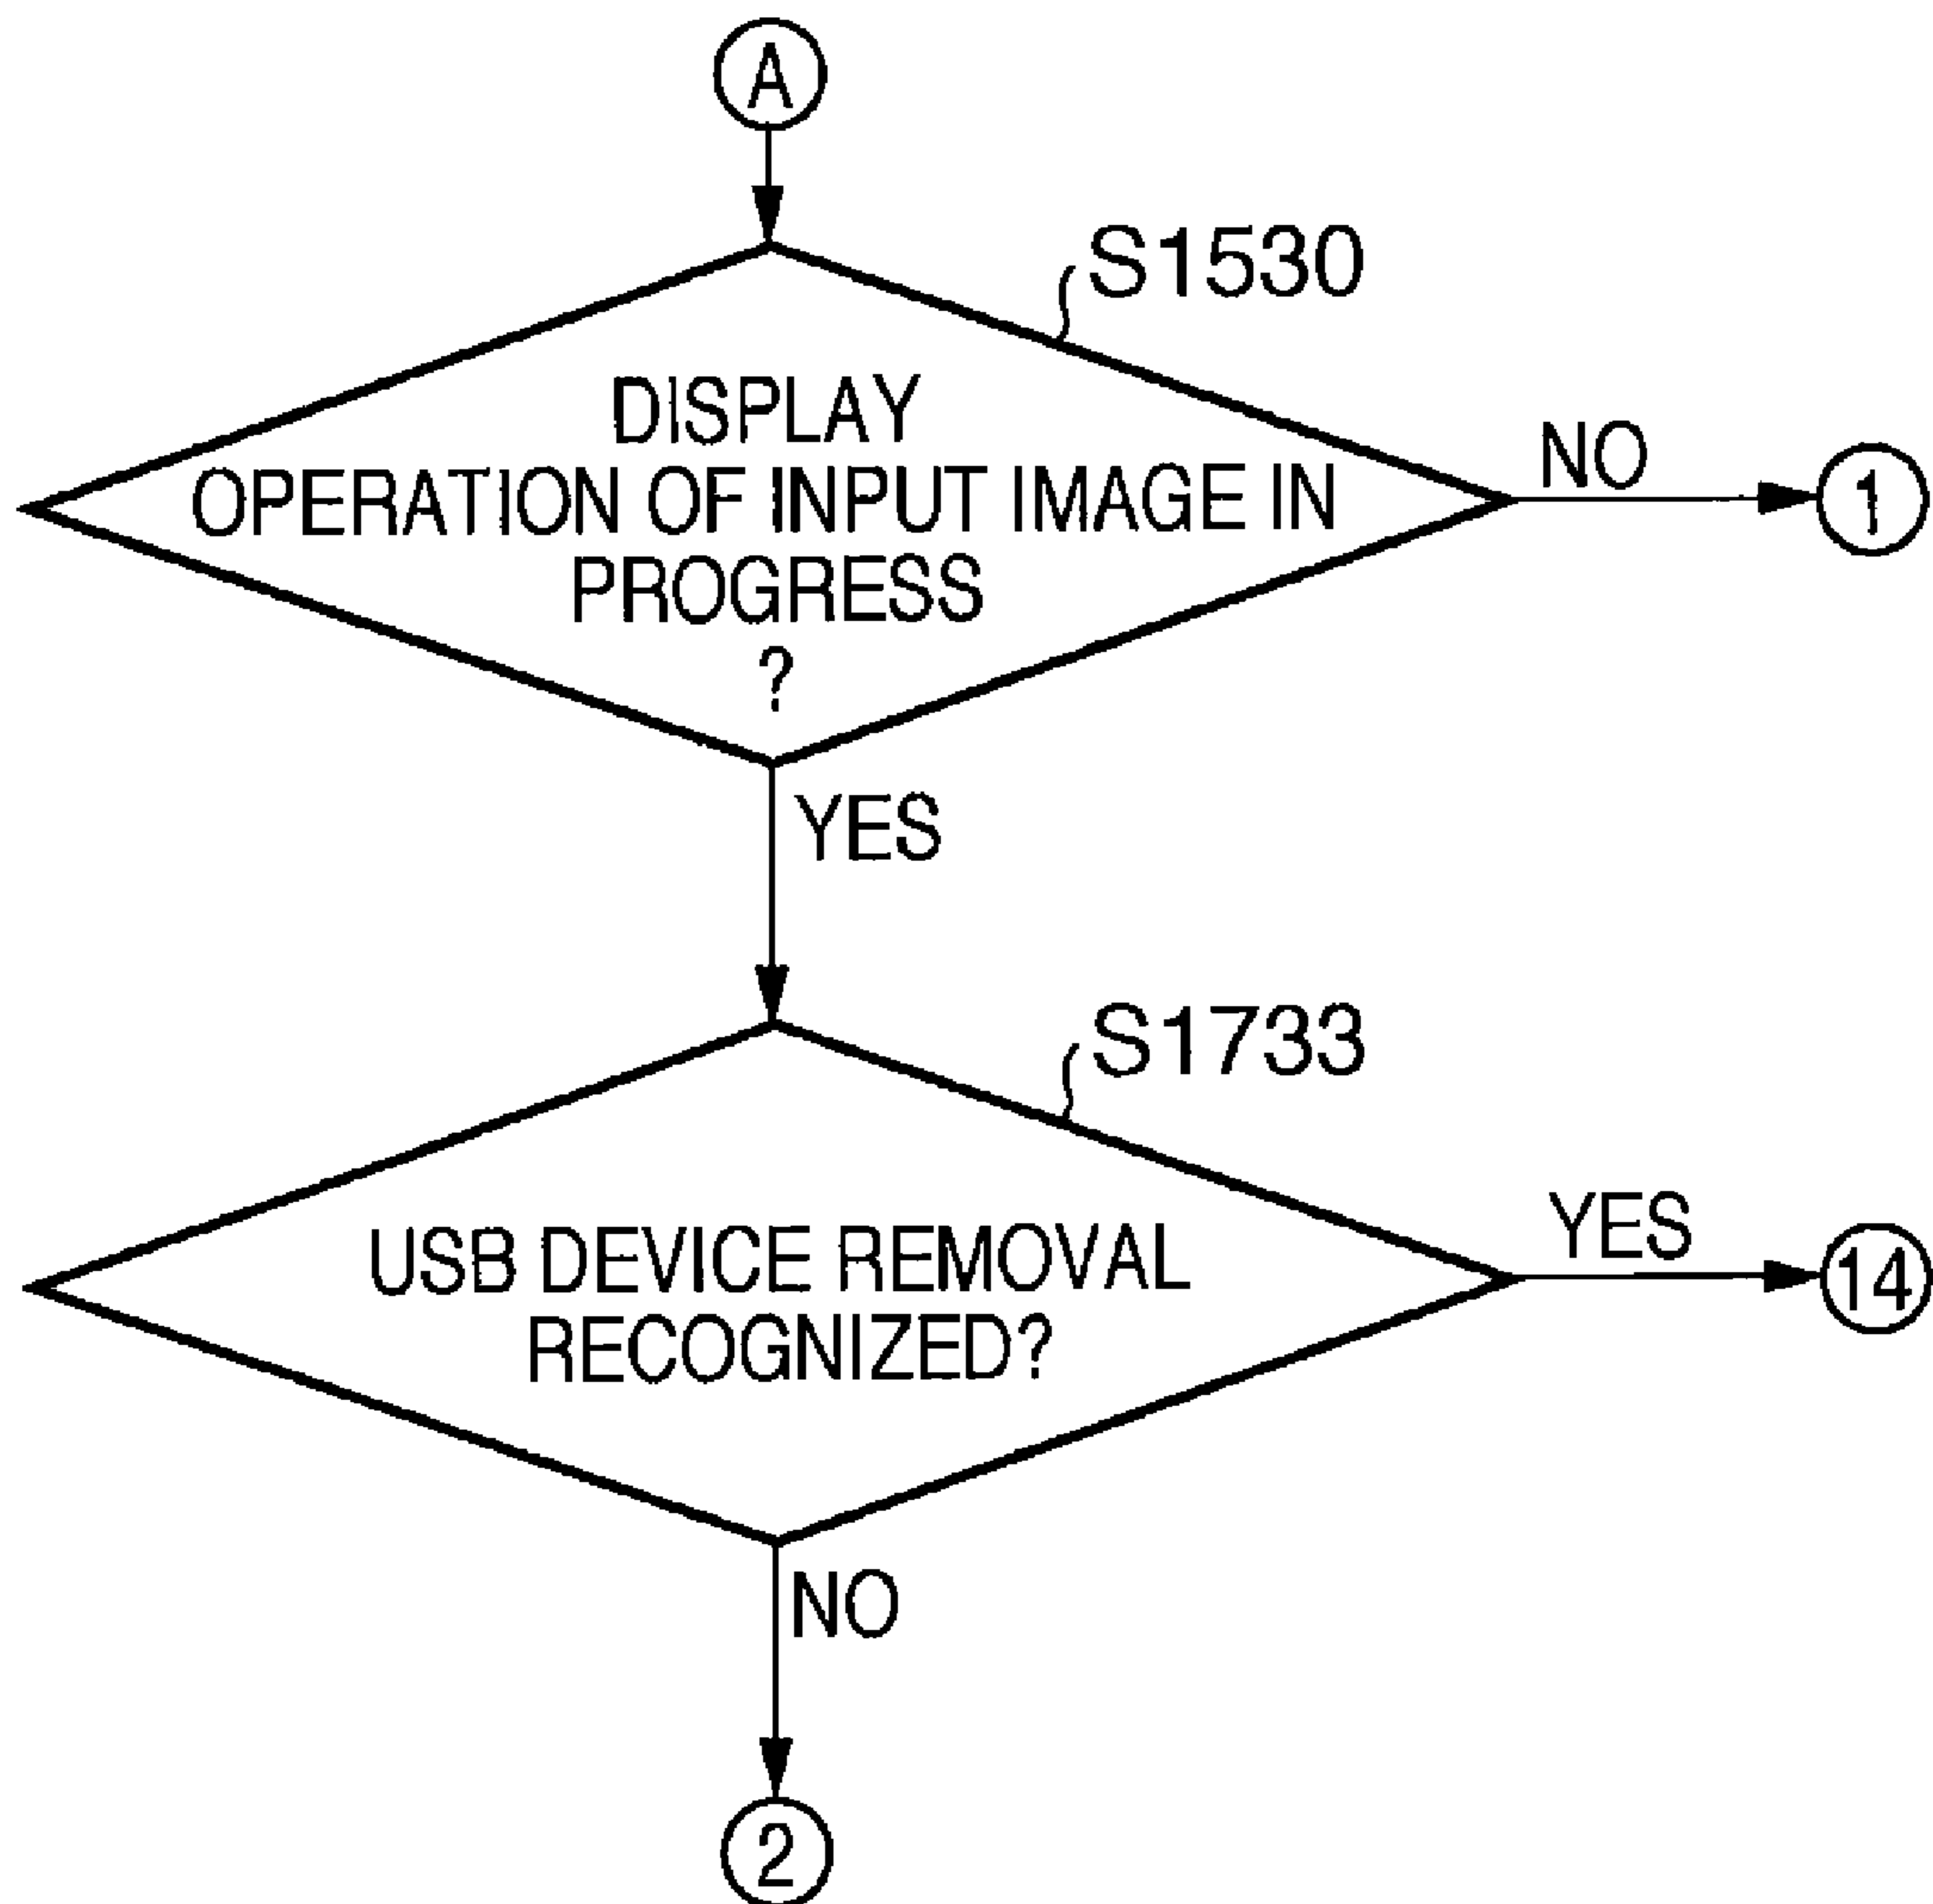 A
S1530
DISPLAY
OPERATION OF INPUT IMAGE IN
PROGRESS
?
NO
1
YES
S1733
USB DEVICE REMOVAL
RECOGNIZED?
YES
14
NO
2